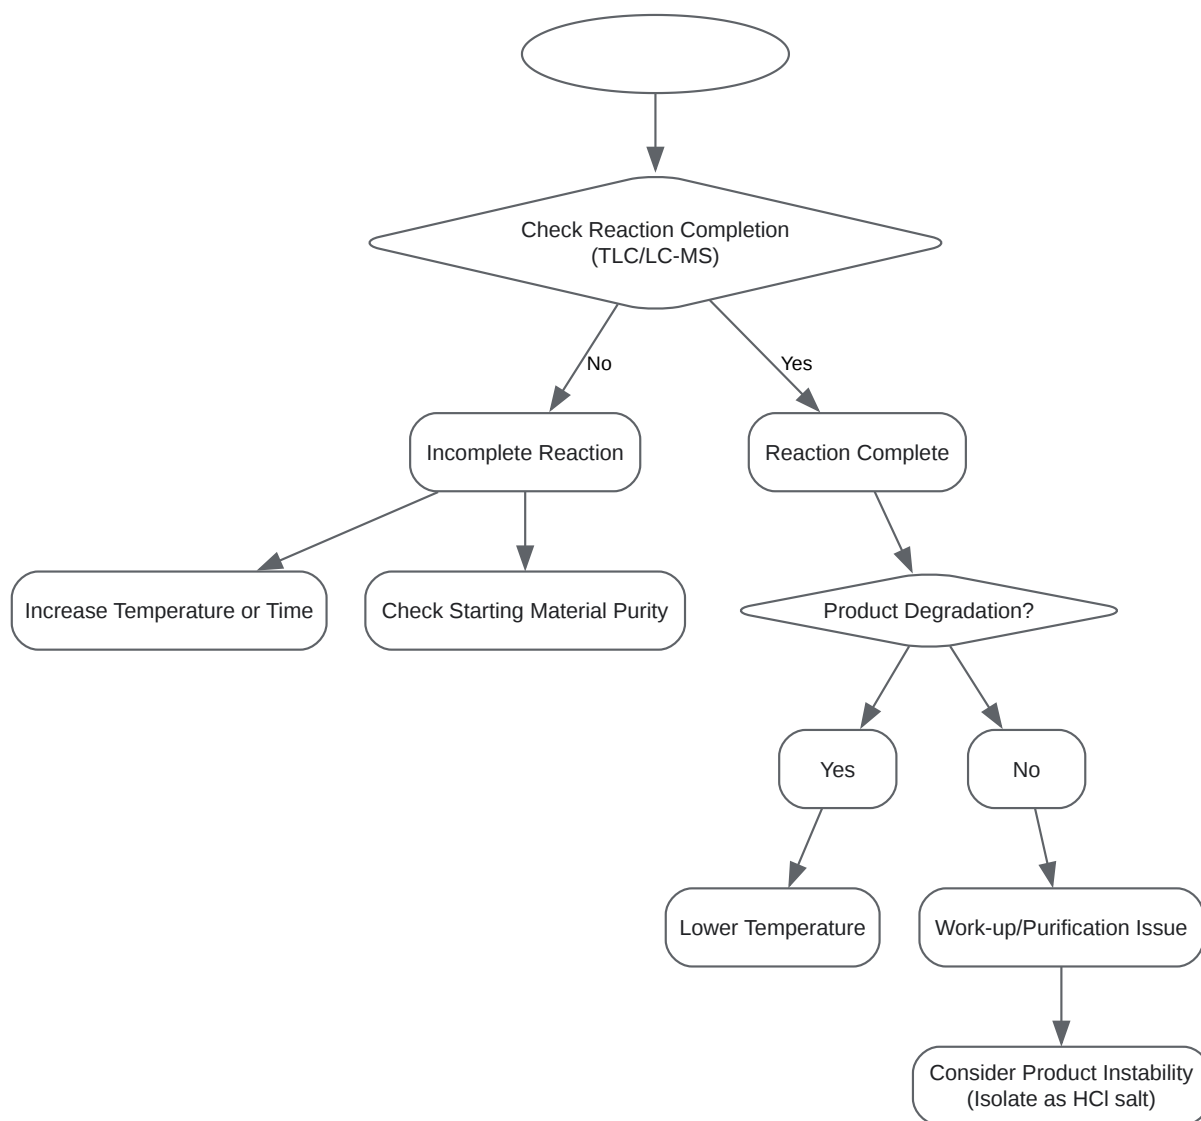 Check Reaction Completion
(TLC/LC-MS)
No
Yes
Incomplete Reaction
Reaction Complete
Increase Temperature or Time
Check Starting Material Purity
Product Degradation?
Yes
No
Lower Temperature
Work-up/Purification Issue
Consider Product Instability
(Isolate as HCl salt)